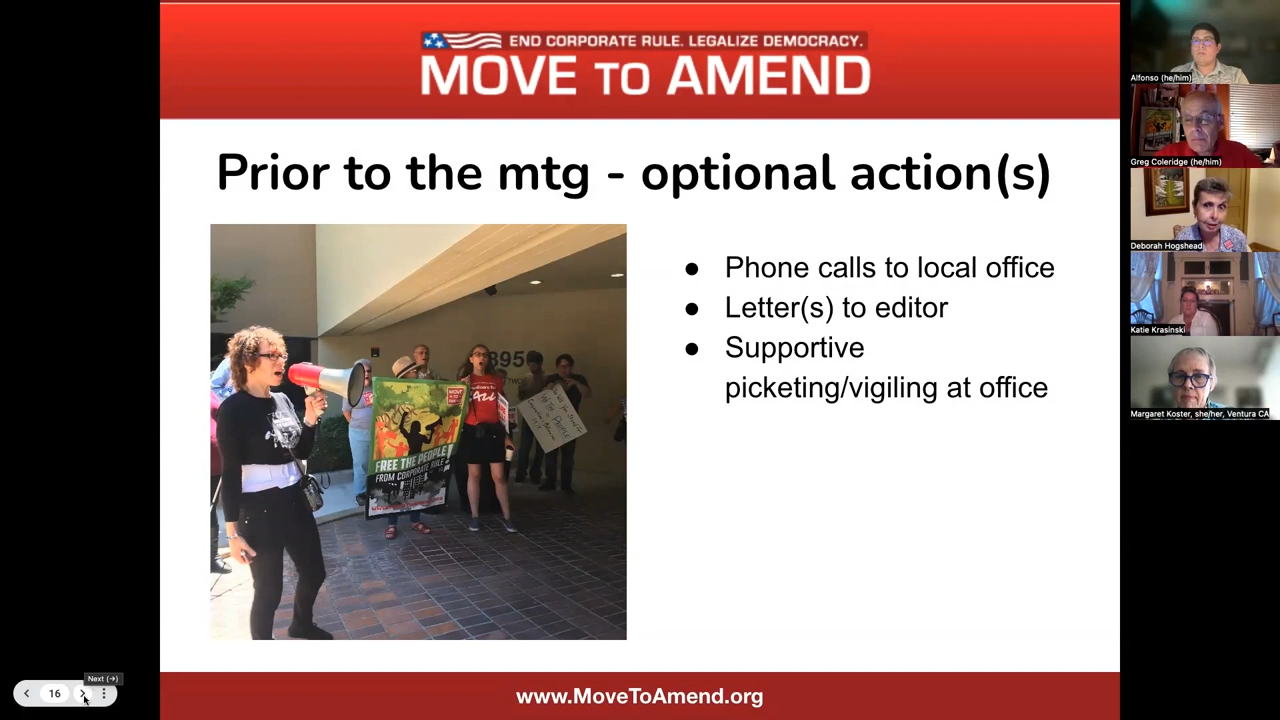 END CORPORATE RULE. LEGALIZE DEMOCRACY.
MOVE TO AMEND
Prior to the mtg - optional action(s)
● Phone calls to local office
● Letter(s) to editor
● Supportive
picketing/vigiling at office
895
FREE THE PEOPLE
FROM CORPORATE RULE
www.MoveToAmend.org
Alfonso (he/him)
Greg Coleridge (he/him)
Deborah Hogshead
Katie Krasinski
Margaret Koster, she/her, Ventura CA
Next (→)
16